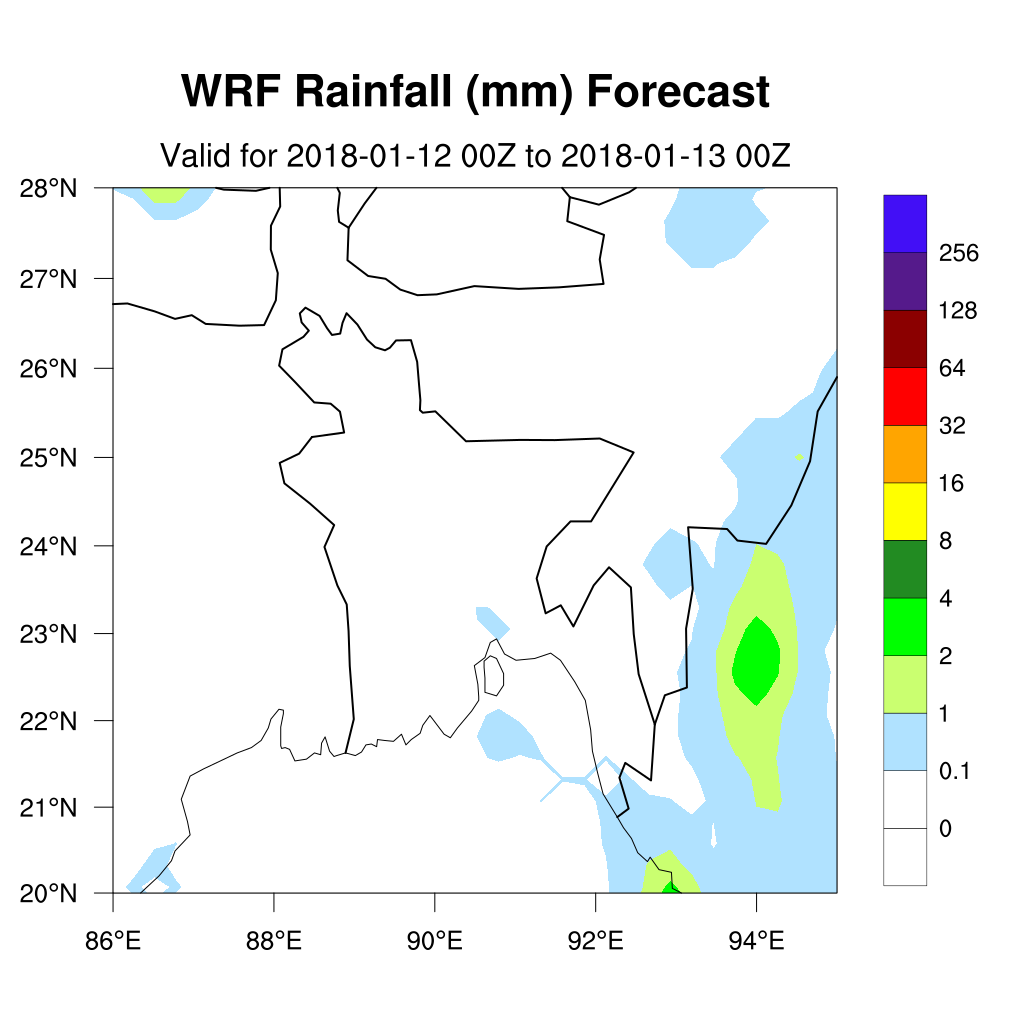 WRF Rainfall (mm) Forecast
Valid for 2018-01-12 00Z to 2018-01-13 00Z
28°N
27°N
26°N
25°N
24°N
23°N
22°N
21°N
20°N
86°E 88°E 90°E 92°E 94°E
256
128
64
32
16
8
4
2
1
0.1
0